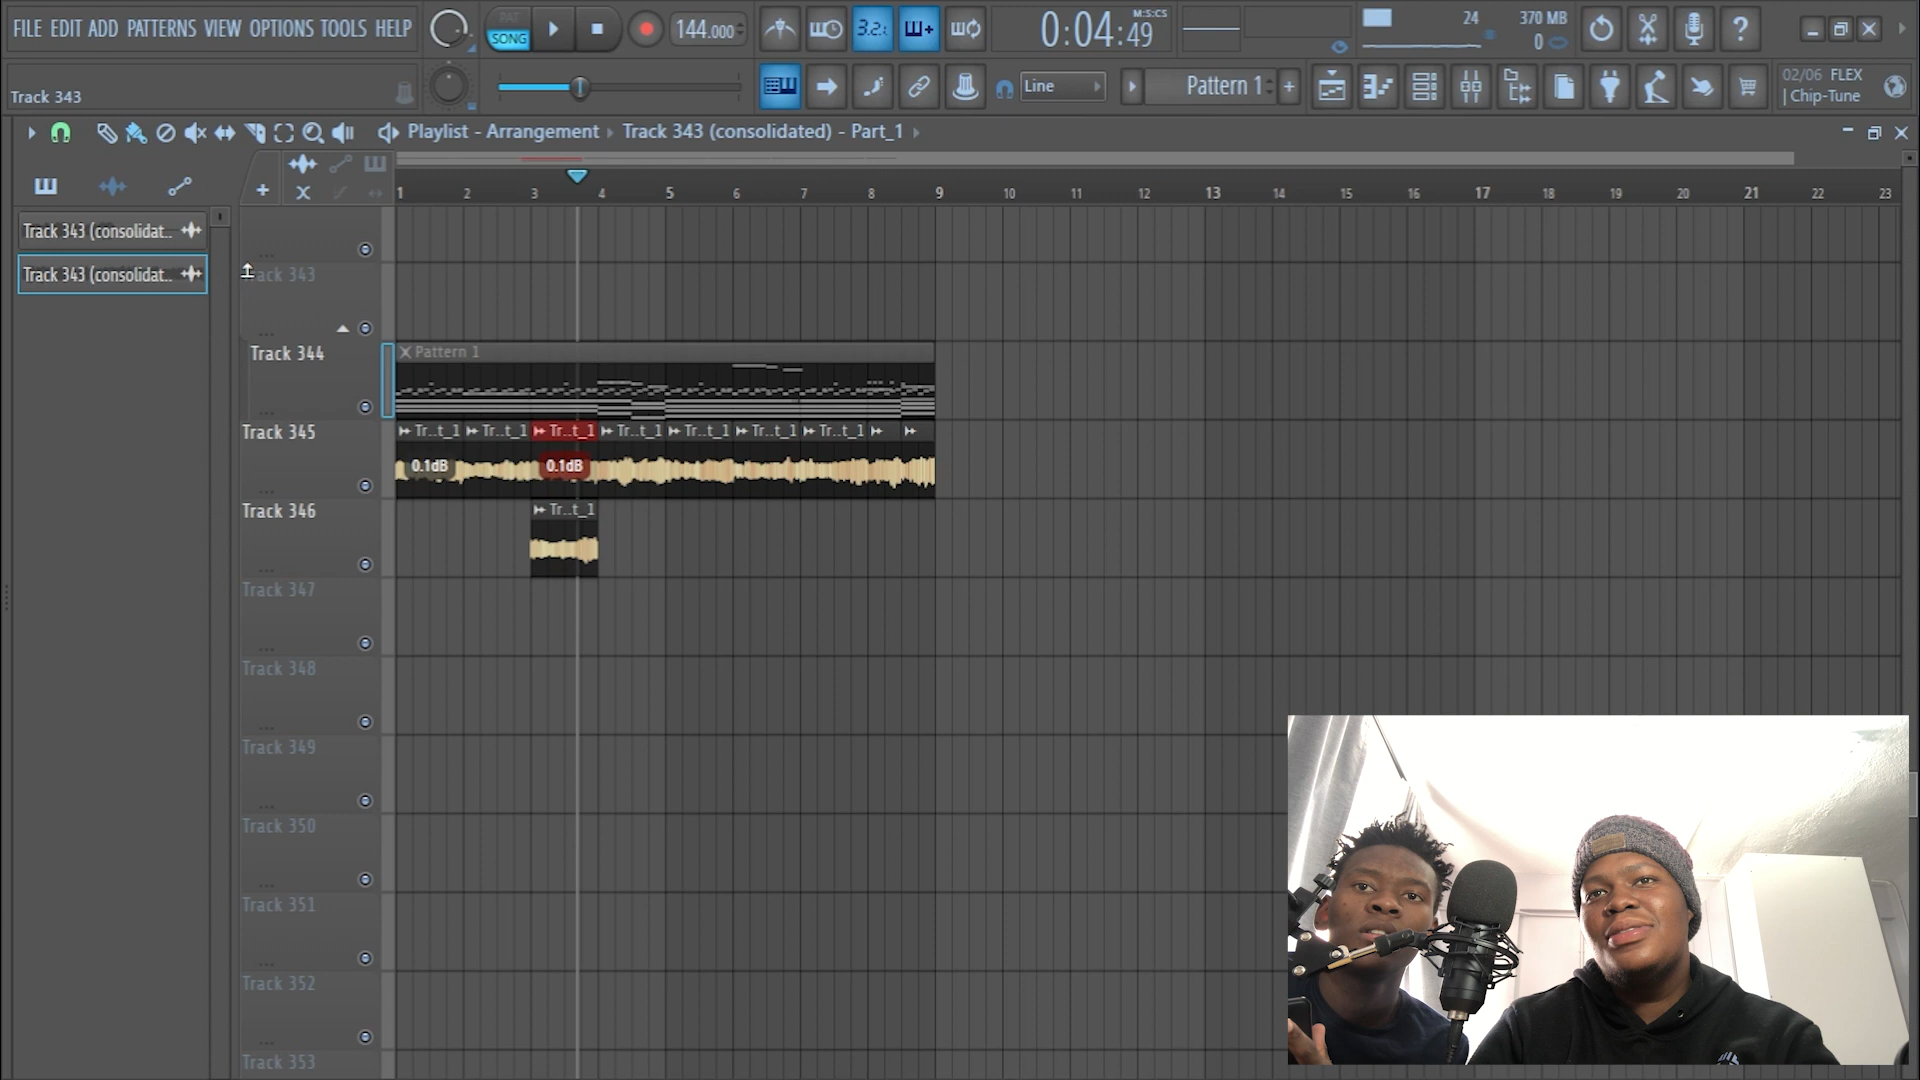 FILE EDIT ADD PATTERNS VIEW OPTIONS TOOLS HELP
PAT
SONG
144.000
3.2:
0:04:49
M:S:CS
24
370 MB
0
Track 343
Line
Pattern 1
+
02/06 FLEX
| Chip-Tune
Playlist - Arrangement
Track 343 (consolidated) - Part_1
1 2 3 4 5 6 7 8 9 10 11 12 13 14 15 16 17 18 19 20 21 22 23
Track 343 (consolidat..
Track 343 (consolidat..
Track 343
Track 344
Pattern 1
Track 345
Tr..t_1 Tr..t_1 Tr..t_1 Tr..t_1 Tr..t_1 Tr..t_1 Tr..t_1
0.1dB
0.1dB
Track 346
Tr..t_1
Track 347
Track 348
Track 349
Track 350
Track 351
Track 352
Track 353